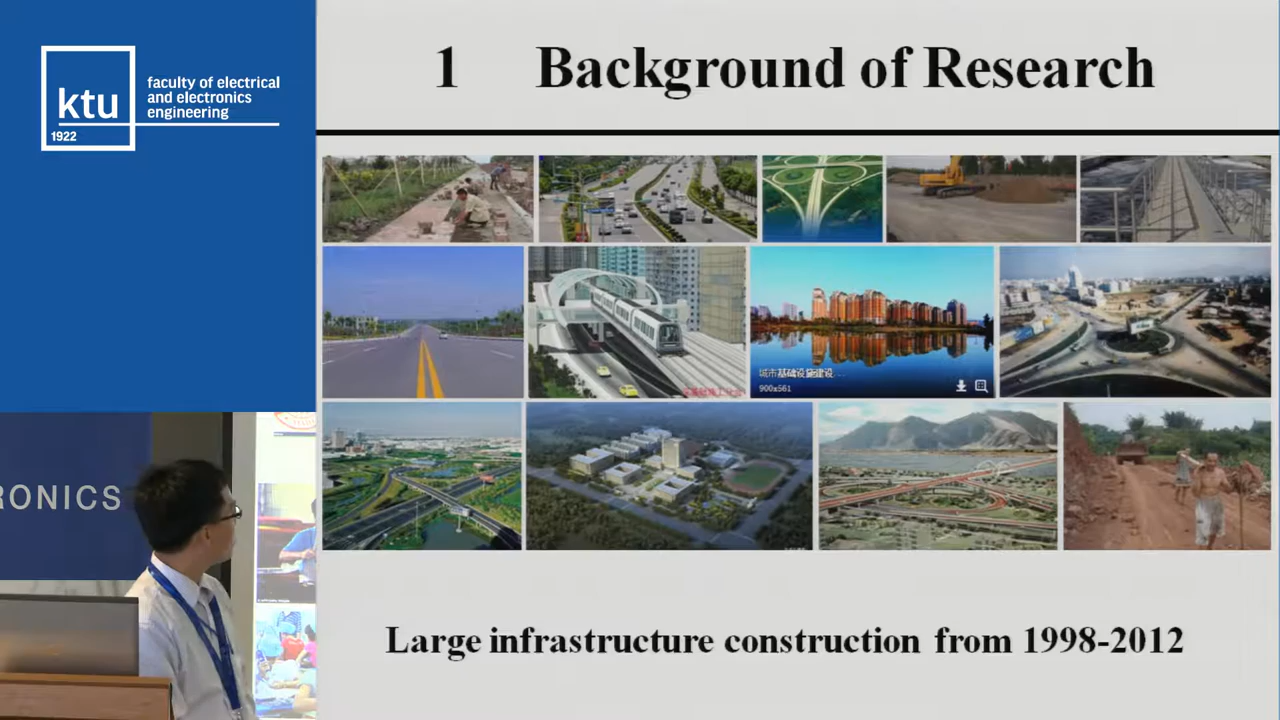 ktu
1922
faculty of electrical
and electronics
engineering
1 Background of Research
城市基础设施建设...
900x561
RONICS
Large infrastructure construction from 1998-2012